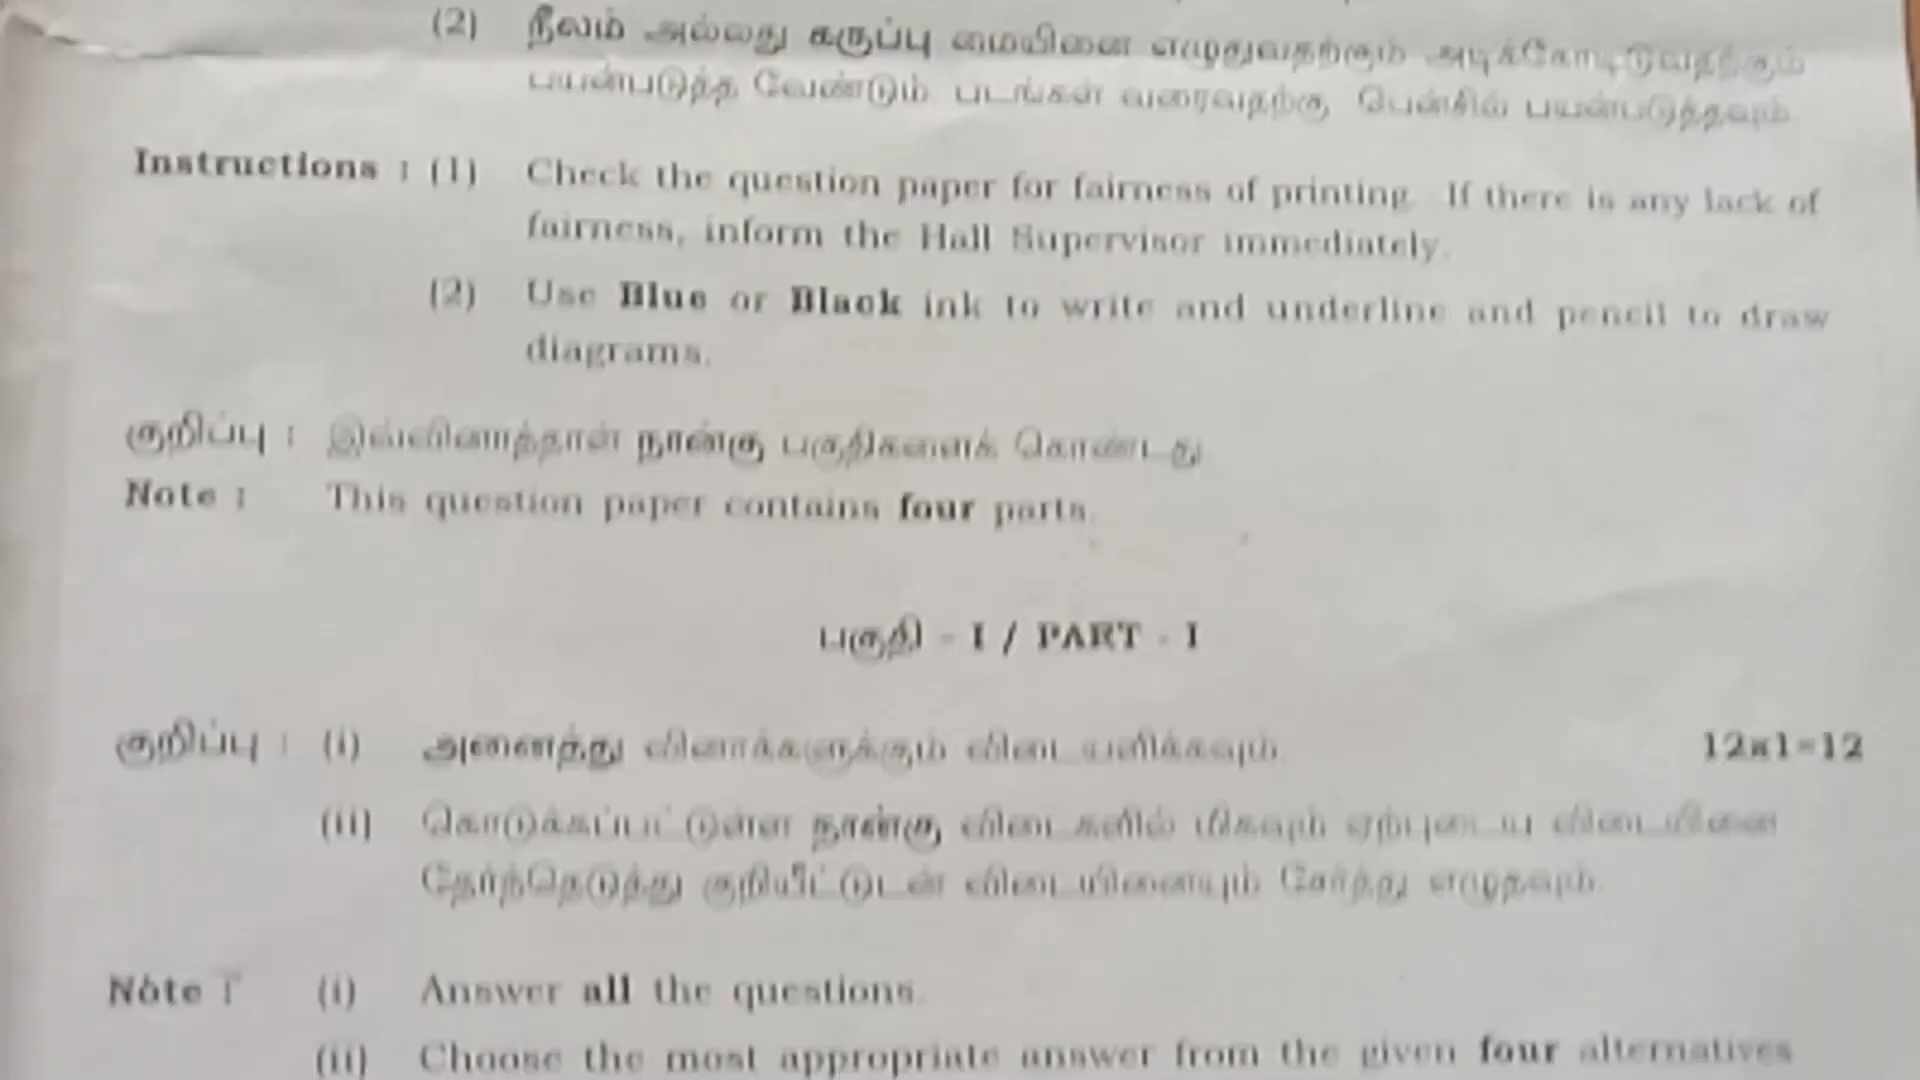 (2) நீலம் அல்லது கருப்பு மையினை எழுதுவதற்கும் அடிக்கோடிடுவதற்கும்
பயன்படுத்த வேண்டும். படங்கள் வரைவதற்கு பென்சில் பயன்படுத்தவும்.
Instructions : (1) Check the question paper for fairness of printing. If there is any lack of
fairness, inform the Hall Supervisor immediately.
(2) Use Blue or Black ink to write and underline and pencil to draw
diagrams.
குறிப்பு : இவ்வினாத்தாள் நான்கு பகுதிகளைக் கொண்டது.
Note : This question paper contains four parts.
பகுதி - I / PART - I
குறிப்பு : (i) அனைத்து வினாக்களுக்கும் விடையளிக்கவும். 12x1=12
(ii) கொடுக்கப்பட்டுள்ள நான்கு விடைகளில் மிகவும் ஏற்புடைய விடையினை
தேர்ந்தெடுத்து குறியீட்டுடன் விடையினையும் சேர்த்து எழுதவும்.
Note : (i) Answer all the questions.
(ii) Choose the most appropriate answer from the given four alternatives